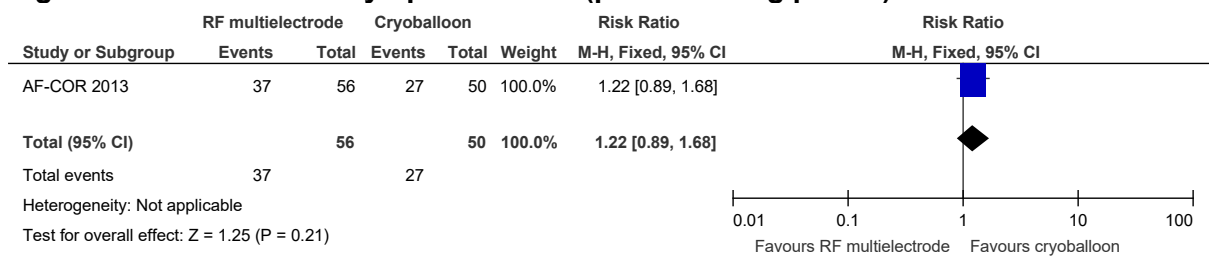 RF multielectrode Cryoballoon Risk Ratio Risk Ratio
Study or Subgroup Events Total Events Total Weight M-H, Fixed, 95% CI M-H, Fixed, 95% CI
AF-COR 2013 37 56 27 50 100.0% 1.22 [0.89, 1.68]
Total (95% CI) 56 50 100.0% 1.22 [0.89, 1.68]
Total events 37 27
Heterogeneity: Not applicable
Test for overall effect: Z = 1.25 (P = 0.21)
0.01 0.1 1 10 100
Favours RF multielectrode Favours cryoballoon